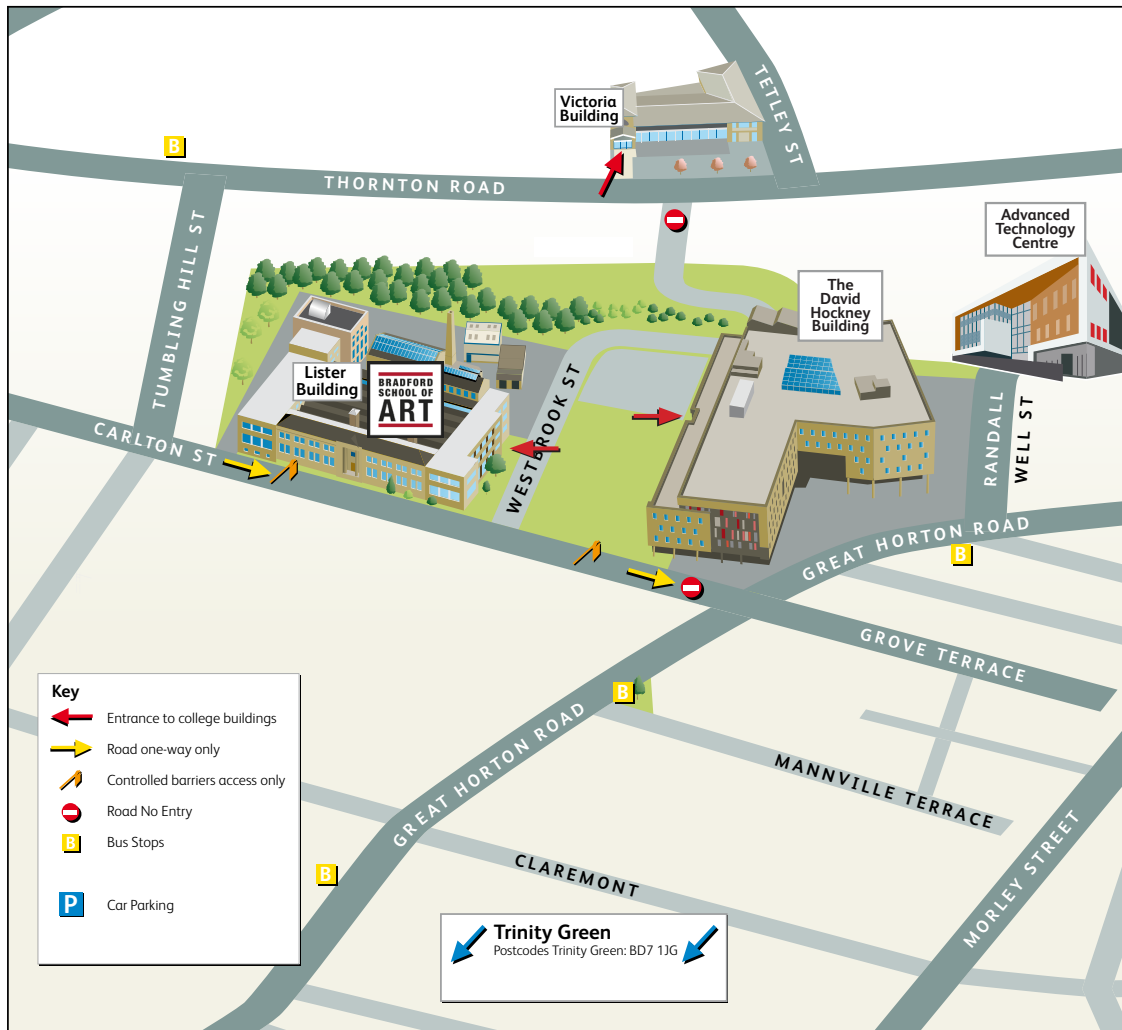 Victoria
Building
TETLEY ST
B
THORNTON ROAD
Advanced
Technology
Centre
TUMBLING HILL ST
The
David
Hockney
Building
Lister
Building
BRADFORD
SCHOOL OF
ART
WESTBROOK ST
CARLTON ST
RANDALL
WELL ST
GREAT HORTON ROAD
B
GROVE TERRACE
B
MANNVILLE TERRACE
GREAT HORTON ROAD
B
CLAREMONT
MORLEY STREET
Key
Entrance to college buildings
Road one-way only
Controlled barriers access only
Road No Entry
B Bus Stops
P Car Parking
Trinity Green
Postcodes Trinity Green: BD7 1JG